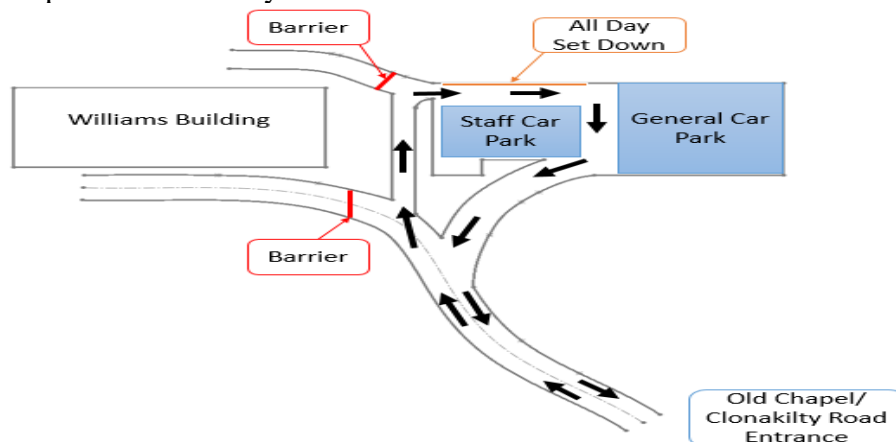 Barrier
All Day
Set Down
Williams Building
Staff Car
Park
General Car
Park
Barrier
Old Chapel/
Clonakilty Road
Entrance